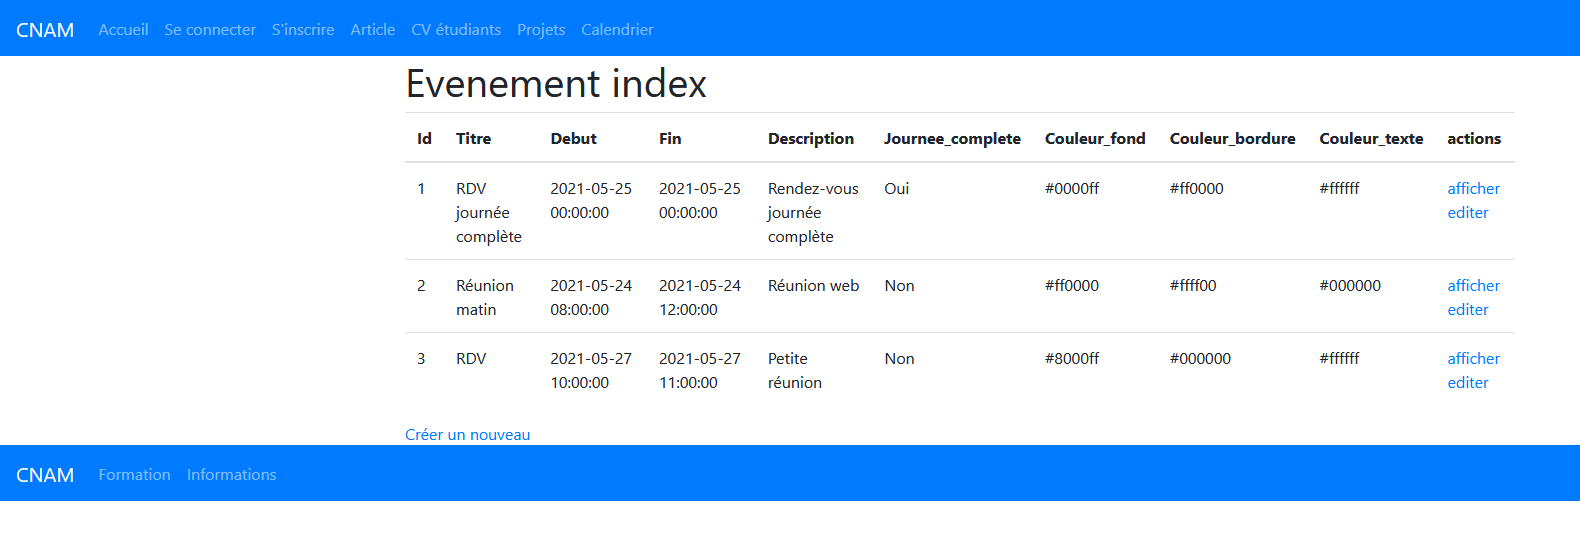 CNAM Accueil Se connecter S'inscrire Article CV étudiants Projets Calendrier
Evenement index
Id Titre Debut Fin Description Journee_complete Couleur_fond Couleur_bordure Couleur_texte actions
1 RDV 2021-05-25 2021-05-25 Rendez-vous Oui #0000ff #ff0000 #ffffff afficher
journée 00:00:00 00:00:00 journée editer
complète complète
2 Réunion 2021-05-24 2021-05-24 Réunion web Non #ff0000 #ffff00 #000000 afficher
matin 08:00:00 12:00:00 editer
3 RDV 2021-05-27 2021-05-27 Petite Non #8000ff #000000 #ffffff afficher
10:00:00 11:00:00 réunion editer
Créer un nouveau
CNAM Formation Informations